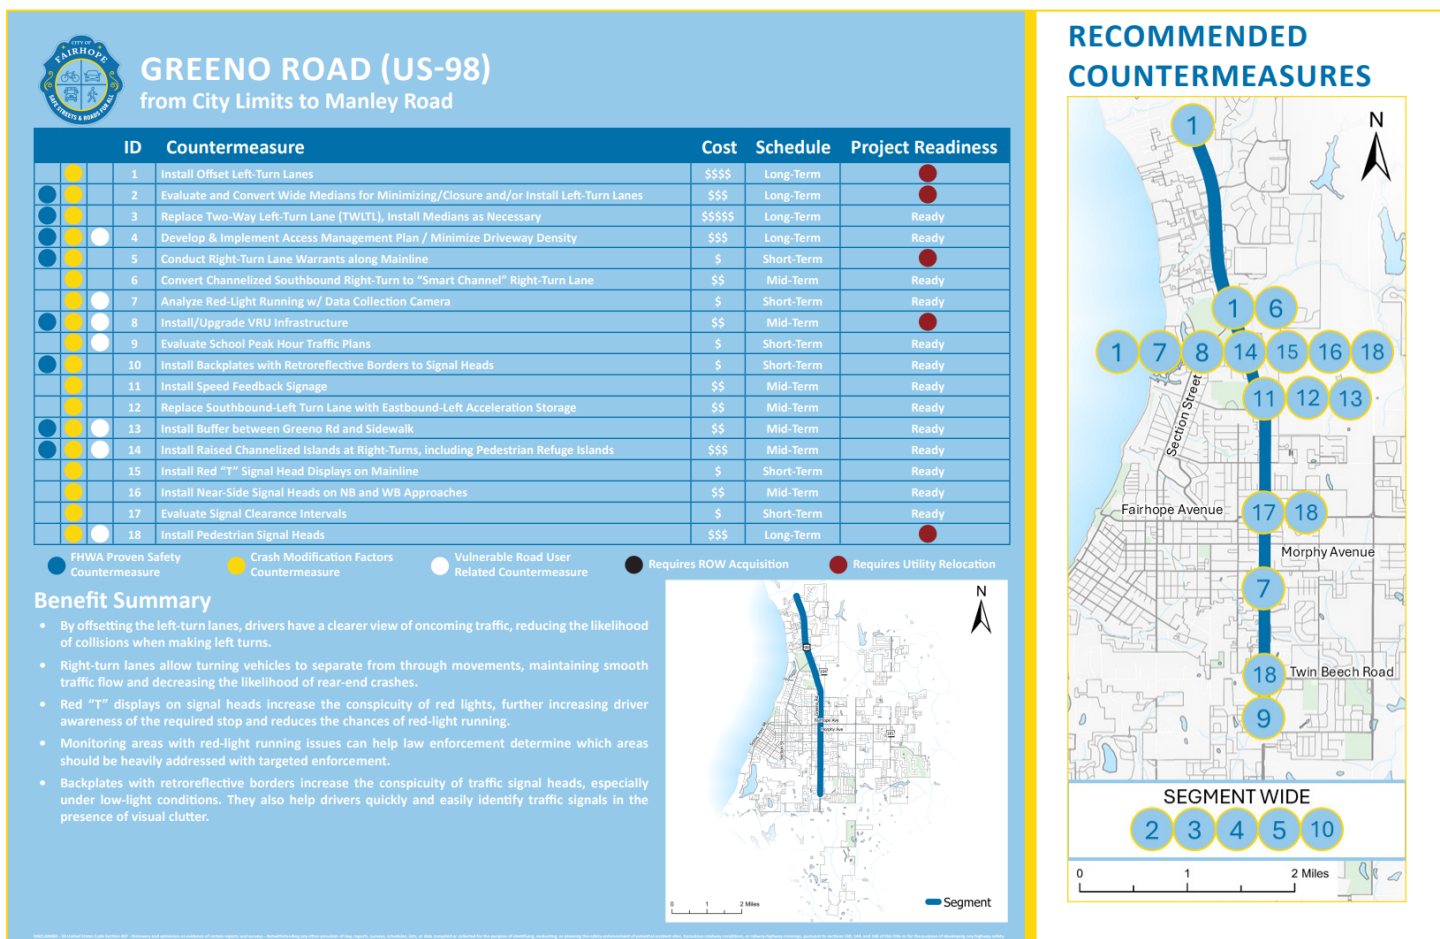 CITY OF
FAIRHOPE
SAFE STREETS & ROADS FOR ALL
GREENO ROAD (US-98)
from City Limits to Manley Road
ID Countermeasure Cost Schedule Project Readiness
1 Install Offset Left-Turn Lanes $$$$ Long-Term
2 Evaluate and Convert Wide Medians for Minimizing/Closure and/or Install Left-Turn Lanes $$$ Long-Term
3 Replace Two-Way Left-Turn Lane (TWLTL), Install Medians as Necessary $$$$$ Long-Term Ready
4 Develop & Implement Access Management Plan / Minimize Driveway Density $$$ Long-Term Ready
5 Conduct Right-Turn Lane Warrants along Mainline $ Short-Term
6 Convert Channelized Southbound Right-Turn to “Smart Channel” Right-Turn Lane $$ Mid-Term Ready
7 Analyze Red-Light Running w/ Data Collection Camera $ Short-Term Ready
8 Install/Upgrade VRU Infrastructure $$ Mid-Term
9 Evaluate School Peak Hour Traffic Plans $ Short-Term Ready
10 Install Backplates with Retroreflective Borders to Signal Heads $ Short-Term Ready
11 Install Speed Feedback Signage $$ Mid-Term Ready
12 Replace Southbound-Left Turn Lane with Eastbound-Left Acceleration Storage $$ Mid-Term Ready
13 Install Buffer between Greeno Rd and Sidewalk $$ Mid-Term Ready
14 Install Raised Channelized Islands at Right-Turns, including Pedestrian Refuge Islands $$$ Mid-Term Ready
15 Install Red “T” Signal Head Displays on Mainline $ Short-Term Ready
16 Install Near-Side Signal Heads on NB and WB Approaches $$ Mid-Term Ready
17 Evaluate Signal Clearance Intervals $ Short-Term Ready
18 Install Pedestrian Signal Heads $$$ Long-Term
FHWA Proven Safety
Countermeasure
Crash Modification Factors
Countermeasure
Vulnerable Road User
Related Countermeasure
Requires ROW Acquisition
Requires Utility Relocation
Benefit Summary
• By offsetting the left-turn lanes, drivers have a clearer view of oncoming traffic, reducing the likelihood
of collisions when making left turns.
• Right-turn lanes allow turning vehicles to separate from through movements, maintaining smooth
traffic flow and decreasing the likelihood of rear-end crashes.
• Red “T” displays on signal heads increase the conspicuity of red lights, further increasing driver
awareness of the required stop and reduces the chances of red-light running.
• Monitoring areas with red-light running issues can help law enforcement determine which areas
should be heavily addressed with targeted enforcement.
• Backplates with retroreflective borders increase the conspicuity of traffic signal heads, especially
under low-light conditions. They also help drivers quickly and easily identify traffic signals in the
presence of visual clutter.
N
Fairhope Ave
Morphy Ave
0 1 2 Miles
Segment
RECOMMENDED
COUNTERMEASURES
N
1
1 6
1 7 8 14 15 16 18
11 12 13
Section Street
Fairhope Avenue
17 18
Morphy Avenue
7
18
Twin Beech Road
9
SEGMENT WIDE
2 3 4 5 10
0 1 2 Miles